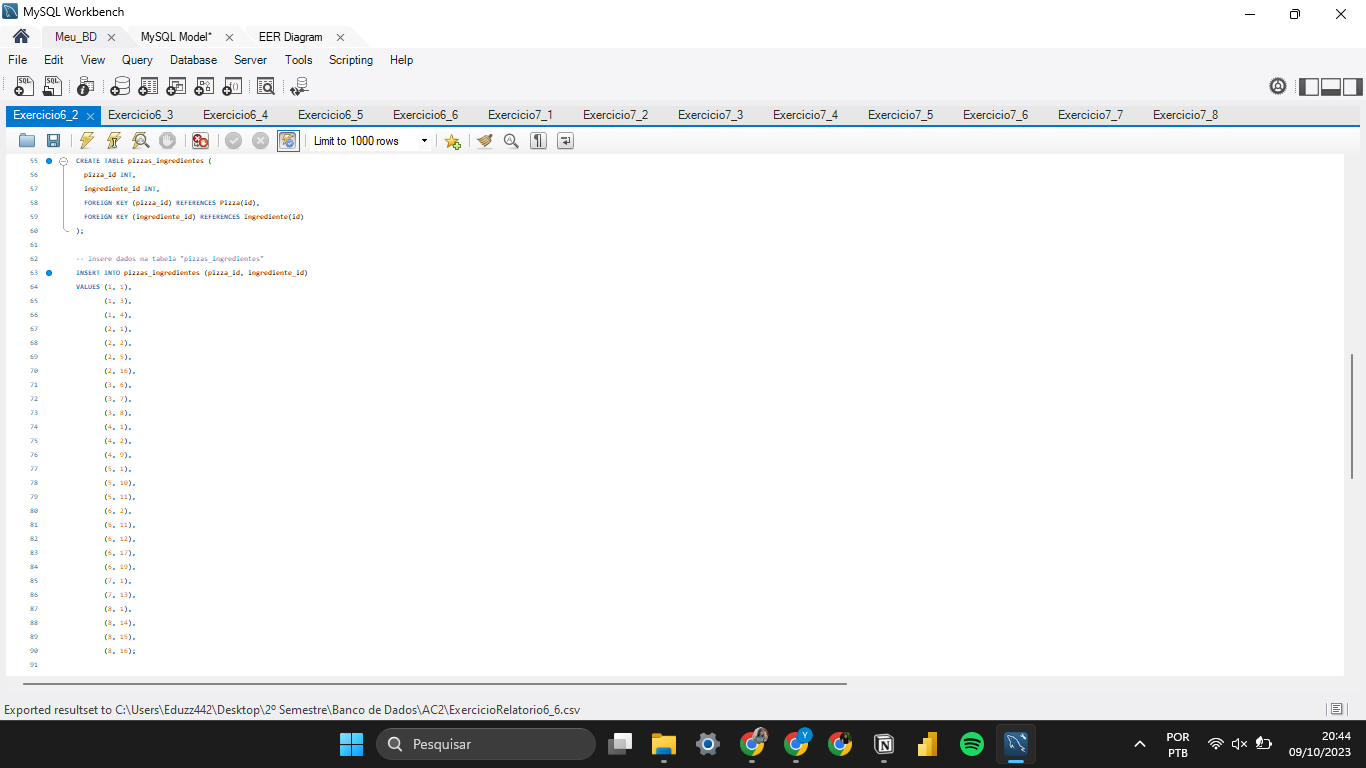 MySQL Workbench
Meu_BD
MySQL Model*
EER Diagram
File Edit View Query Database Server Tools Scripting Help
Exercicio6_2 Exercicio6_3 Exercicio6_4 Exercicio6_5 Exercicio6_6 Exercicio7_1 Exercicio7_2 Exercicio7_3 Exercicio7_4 Exercicio7_5 Exercicio7_6 Exercicio7_7 Exercicio7_8
Limit to 1000 rows
55 CREATE TABLE pizzas_ingredientes (
56 pizza_id INT,
57 ingrediente_id INT,
58 FOREIGN KEY (pizza_id) REFERENCES Pizza(id),
59 FOREIGN KEY (ingrediente_id) REFERENCES Ingrediente(id)
60 );
61
62 -- Insere dados na tabela "pizzas_ingredientes"
63 INSERT INTO pizzas_ingredientes (pizza_id, ingrediente_id)
64 VALUES (1, 1),
65 (1, 3),
66 (1, 4),
67 (2, 1),
68 (2, 2),
69 (2, 5),
70 (2, 16),
71 (3, 6),
72 (3, 7),
73 (3, 8),
74 (4, 1),
75 (4, 2),
76 (4, 9),
77 (5, 1),
78 (5, 10),
79 (5, 11),
80 (6, 2),
81 (6, 11),
82 (6, 12),
83 (6, 17),
84 (6, 19),
85 (7, 1),
86 (7, 13),
87 (8, 1),
88 (8, 14),
89 (8, 15),
90 (8, 16);
91
Exported resultset to C:\Users\Eduzz442\Desktop\2º Semestre\Banco de Dados\AC2\ExercicioRelatorio6_6.csv
Pesquisar
POR
PTB
20:44
09/10/2023